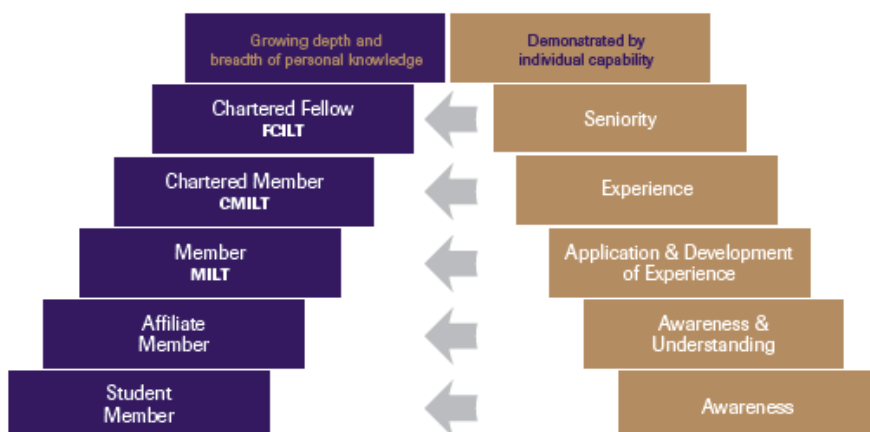 Growing depth and
breadth of personal knowledge
Demonstrated by
individual capability
Chartered Fellow
FCILT
Seniority
Chartered Member
CMILT
Experience
Member
MILT
Application & Development
of Experience
Affiliate
Member
Awareness &
Understanding
Student
Member
Awareness